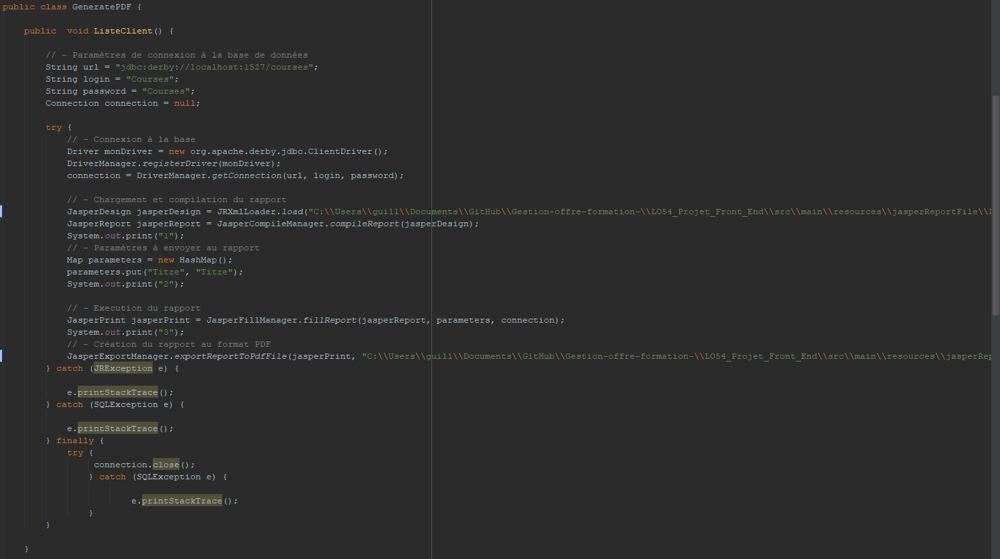 public class GeneratePDF {
public  void ListeClient() {
// - Paramètres de connexion à la base de données
String url = "jdbc:derby://localhost:1527/courses";
String login = "Courses";
String password = "Courses";
Connection connection = null;
try {
// - Connexion à la base
Driver monDriver = new org.apache.derby.jdbc.ClientDriver();
DriverManager.registerDriver(monDriver);
connection = DriverManager.getConnection(url, login, password);
// - Chargement et compilation du rapport
JasperDesign jasperDesign = JRXmlLoader.load("C:\\Users\\guill\\Documents\\GitHub\\Gestion-offre-formation-\\LO54_Projet_Front_End\\src\\main\\resources\\jasperReportFile\\
JasperReport jasperReport = JasperCompileManager.compileReport(jasperDesign);
System.out.print("1");
// - Paramètres à envoyer au rapport
Map parameters = new HashMap();
parameters.put("Titre", "Titre");
System.out.print("2");
// - Execution du rapport
JasperPrint jasperPrint = JasperFillManager.fillReport(jasperReport, parameters, connection);
System.out.print("3");
// - Création du rapport au format PDF
JasperExportManager.exportReportToPdfFile(jasperPrint, "C:\\Users\\guill\\Documents\\GitHub\\Gestion-offre-formation-\\LO54_Projet_Front_End\\src\\main\\resources\\jasperRep
} catch (JRException e) {
e.printStackTrace();
} catch (SQLException e) {
e.printStackTrace();
} finally {
try {
connection.close();
} catch (SQLException e) {
e.printStackTrace();
}
}
}